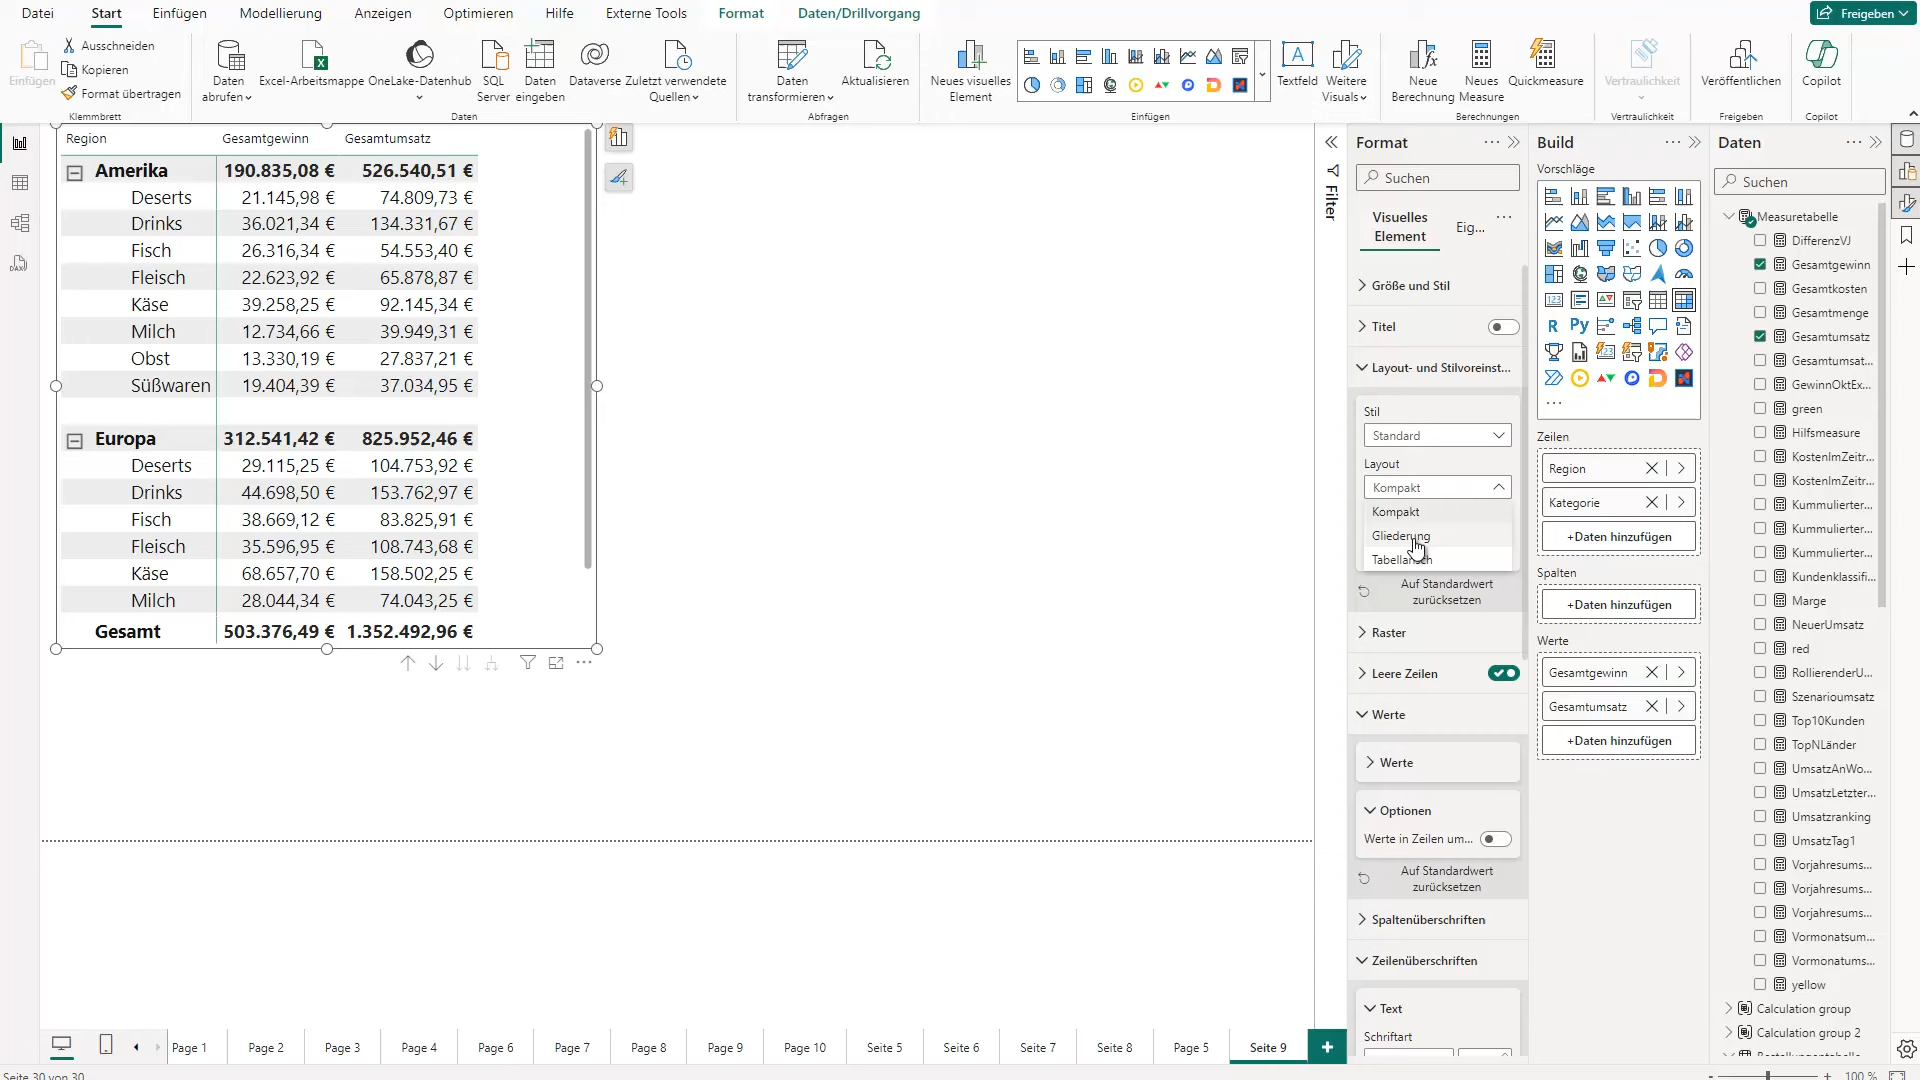 Datei Start Einfügen Modellierung Anzeigen Optimieren Hilfe Externe Tools Format Daten/Drillvorgang Freigeben
Einfügen
Ausschneiden
Kopieren
Format übertragen
Klemmbrett
Daten abrufen
Excel-Arbeitsmappe
OneLake-Datenhub
SQL Server
Daten eingeben
Dataverse
Zuletzt verwendete Quellen
Daten
Daten transformieren
Aktualisieren
Abfragen
Neues visuelles Element
Textfeld
Weitere Visuals
Einfügen
Neue Berechnung
Neues Measure
Quickmeasure
Berechnungen
Vertraulichkeit
Vertraulichkeit
Veröffentlichen
Freigeben
Copilot
Copilot
Region Gesamtgewinn Gesamtumsatz
Amerika 190.835,08 € 526.540,51 €
Deserts 21.145,98 € 74.809,73 €
Drinks 36.021,34 € 134.331,67 €
Fisch 26.316,34 € 54.553,40 €
Fleisch 22.623,92 € 65.878,87 €
Käse 39.258,25 € 92.145,34 €
Milch 12.734,66 € 39.949,31 €
Obst 13.330,19 € 27.837,21 €
Süßwaren 19.404,39 € 37.034,95 €
Europa 312.541,42 € 825.952,46 €
Deserts 29.115,25 € 104.753,92 €
Drinks 44.698,50 € 153.762,97 €
Fisch 38.669,12 € 83.825,91 €
Fleisch 35.596,95 € 108.743,68 €
Käse 68.657,70 € 158.502,25 €
Milch 28.044,34 € 74.043,25 €
Gesamt 503.376,49 € 1.352.492,96 €
Filter
Format
Suchen
Visuelles Element
Eig...
Größe und Stil
Titel
Layout- und Stilvoreinst...
Stil
Standard
Layout
Kompakt
Kompakt
Gliederung
Tabellarisch
Auf Standardwert zurücksetzen
Raster
Leere Zeilen
Werte
Werte
Optionen
Werte in Zeilen um...
Auf Standardwert zurücksetzen
Spaltenüberschriften
Zeilenüberschriften
Text
Schriftart
Build
Vorschläge
R Py
123
Zeilen
Region
Kategorie
+Daten hinzufügen
Spalten
+Daten hinzufügen
Werte
Gesamtgewinn
Gesamtumsatz
+Daten hinzufügen
Daten
Suchen
Measuretabelle
DifferenzVJ
Gesamtgewinn
Gesamtkosten
Gesamtmenge
Gesamtumsatz
Gesamtumsat...
GewinnOktEx...
green
Hilfsmeasure
KostenImZeitr...
KostenImZeitr...
Kummulierter...
Kummulierter...
Kummulierter...
Kundenklassifi...
Marge
NeuerUmsatz
red
RollierenderU...
Szenarioumsatz
Top10Kunden
TopNLänder
UmsatzAnWo...
UmsatzLetzter...
Umsatzranking
UmsatzTag1
Vorjahresums...
Vorjahresums...
Vorjahresums...
Vormonatsum...
Vormonatums...
yellow
Calculation group
Calculation group 2
Bestellungentabelle
DAX
Page 1 Page 2 Page 3 Page 4 Page 6 Page 7 Page 8 Page 9 Page 10 Seite 5 Seite 6 Seite 7 Seite 8 Page 5 Seite 9 +
Seite 30 von 30
- + 100 %